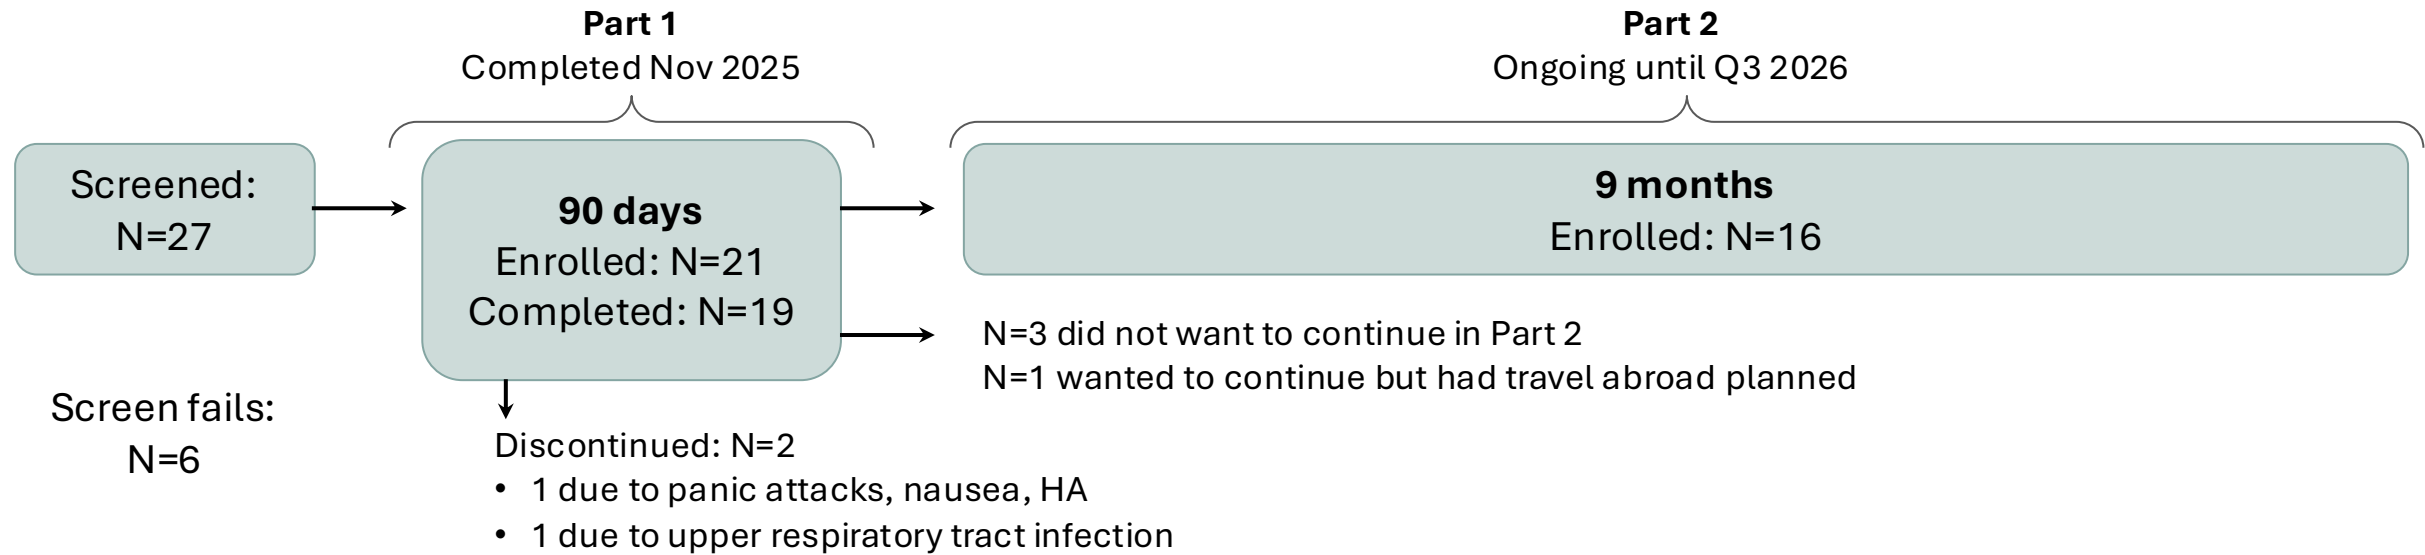 Part 1
Completed Nov 2025
Part 2
Ongoing until Q3 2026
Screened:
N=27
90 days
Enrolled: N=21
Completed: N=19
9 months
Enrolled: N=16
N=3 did not want to continue in Part 2
N=1 wanted to continue but had travel abroad planned
Screen fails:
N=6
Discontinued: N=2
• 1 due to panic attacks, nausea, HA
• 1 due to upper respiratory tract infection